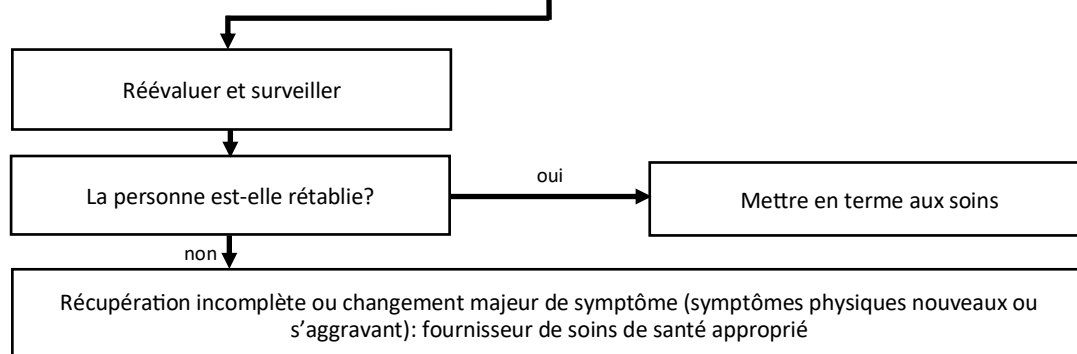 Réévaluer et surveiller
La personne est-elle rétablie?
oui
Mettre en terme aux soins
non
Récupération incomplète ou changement majeur de symptôme (symptômes physiques nouveaux ou
s’aggravant): fournisseur de soins de santé approprié